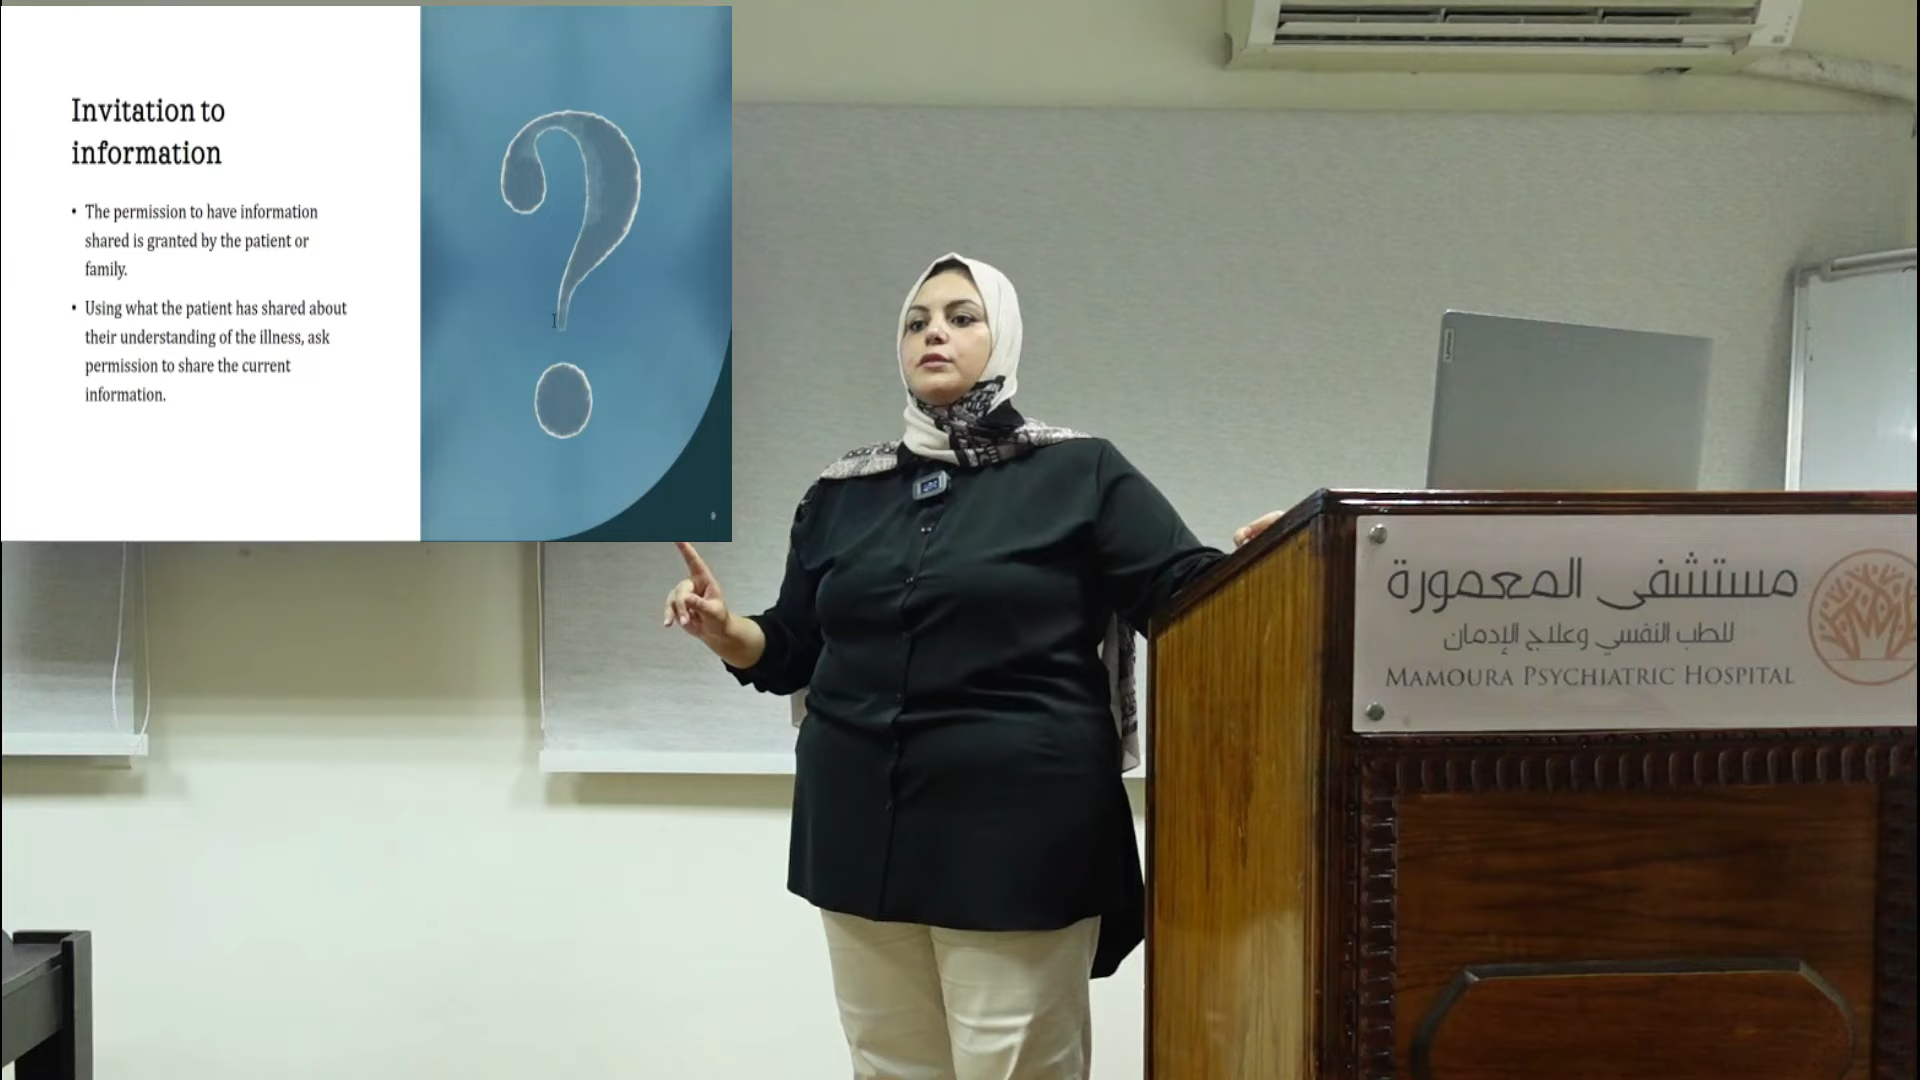 Invitation to
information
• The permission to have information
shared is granted by the patient or
family.
• Using what the patient has shared about
their understanding of the illness, ask
permission to share the current
information.
9
Lenovo
مستشفى المعمورة
للطب النفسي وعلاج الإدمان
MAMOURA PSYCHIATRIC HOSPITAL